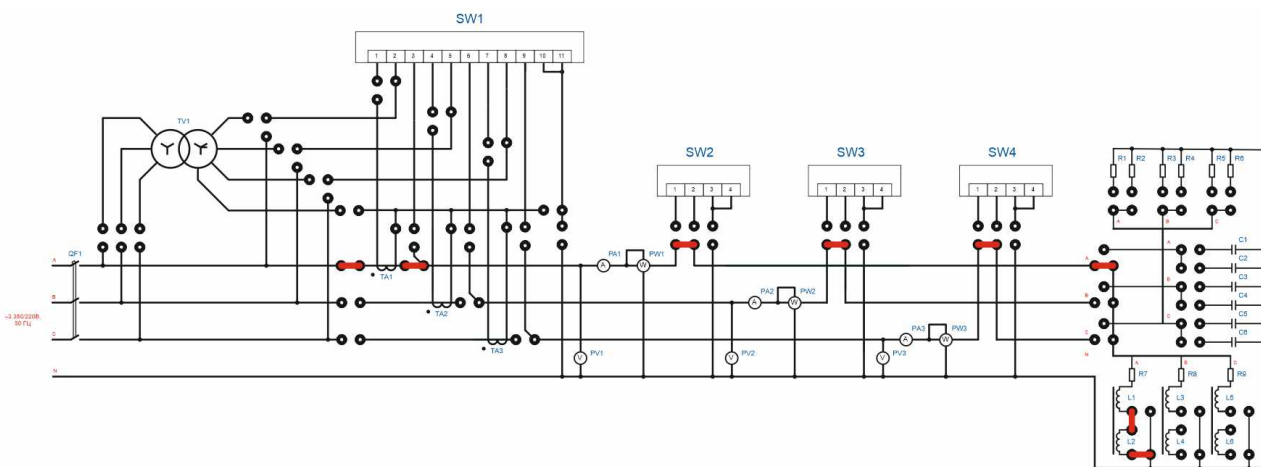 SW1
1 2 3 4 5 6 7 8 9 10 11
TV1
SW2
SW3
SW4
1 2 3 4
1 2 3 4
1 2 3 4
R1 R2 R3 R4 R5 R6
A B C
QF1
A
B
C
N
~3 380/220В,
50 ГЦ
TA1
TA2
TA3
PA1 PW1
A W
PA2 PW2
A W
PA3 PW3
A W
V PV1
V PV2
V PV3
A
B
C
N
A
B
C
C1
C2
C3
C4
C5
C6
A B C
R7 R8 R9
L1 L3 L5
L2 L4 L6